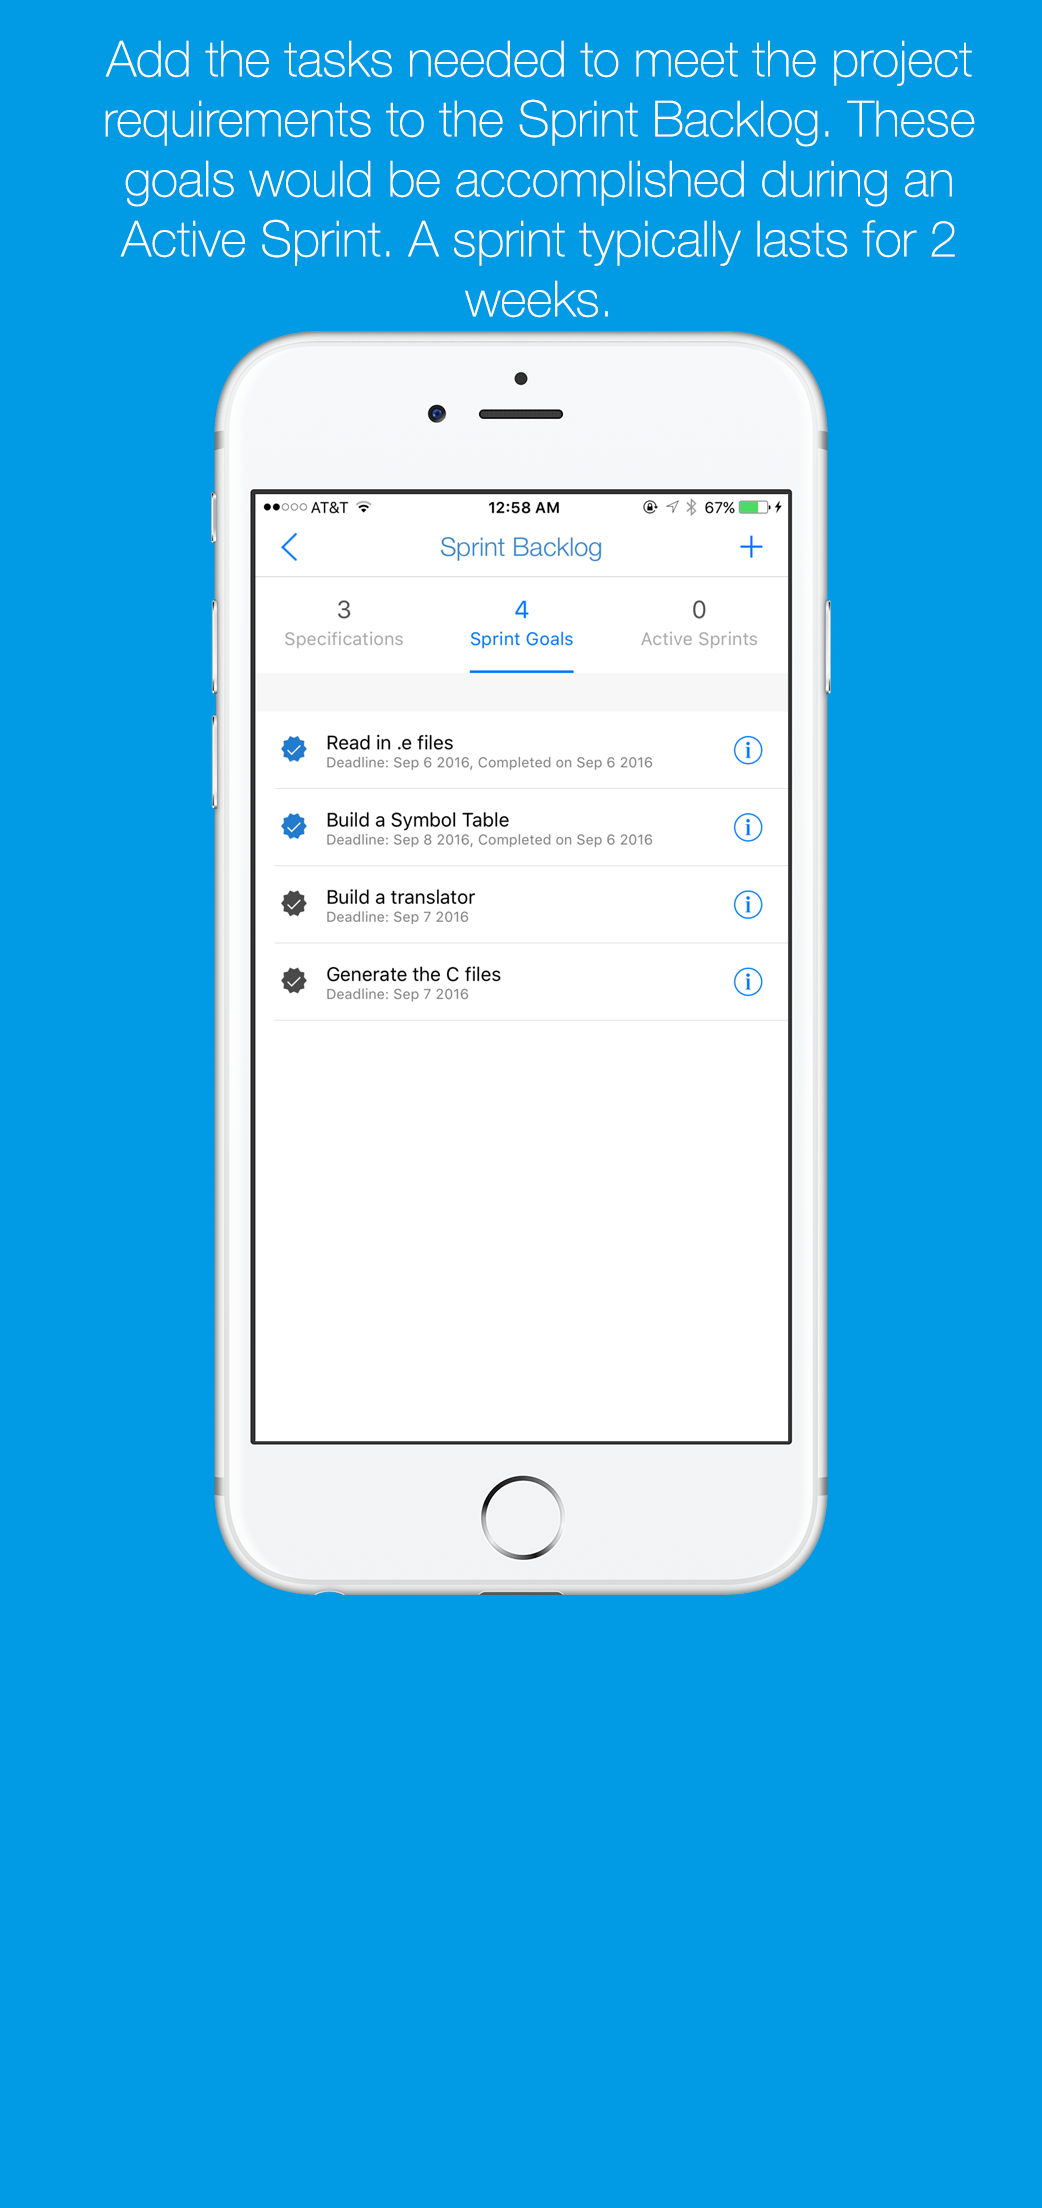 Add the tasks needed to meet the project
requirements to the Sprint Backlog. These
goals would be accomplished during an
Active Sprint. A sprint typically lasts for 2
weeks.
AT&T 12:58 AM 67%
Sprint Backlog
3 4 0
Specifications Sprint Goals Active Sprints
Read in .e files
Deadline: Sep 6 2016, Completed on Sep 6 2016
Build a Symbol Table
Deadline: Sep 8 2016, Completed on Sep 6 2016
Build a translator
Deadline: Sep 7 2016
Generate the C files
Deadline: Sep 7 2016